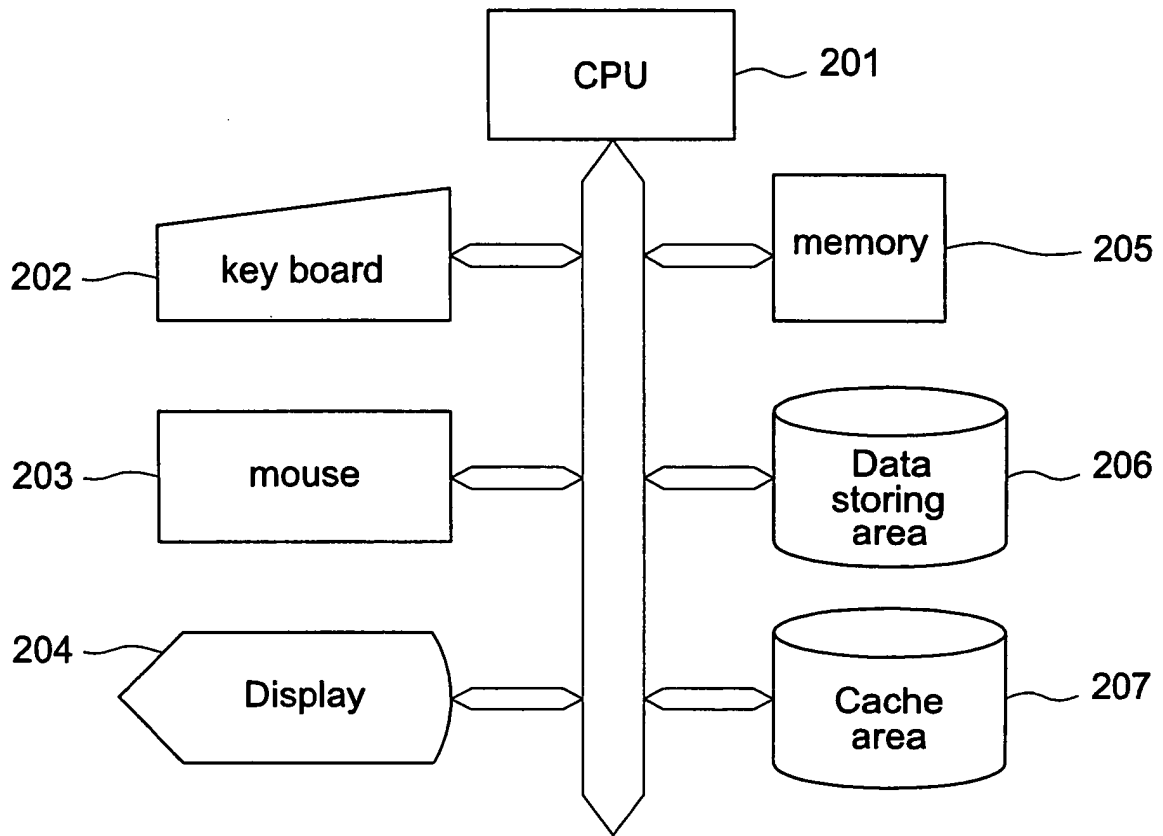 CPU
201
key board
202
memory
205
mouse
203
Data
storing
area
206
Display
204
Cache
area
207